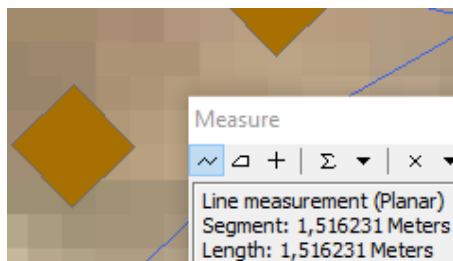 Measure
Line measurement (Planar)
Segment: 1,516231 Meters
Length: 1,516231 Meters